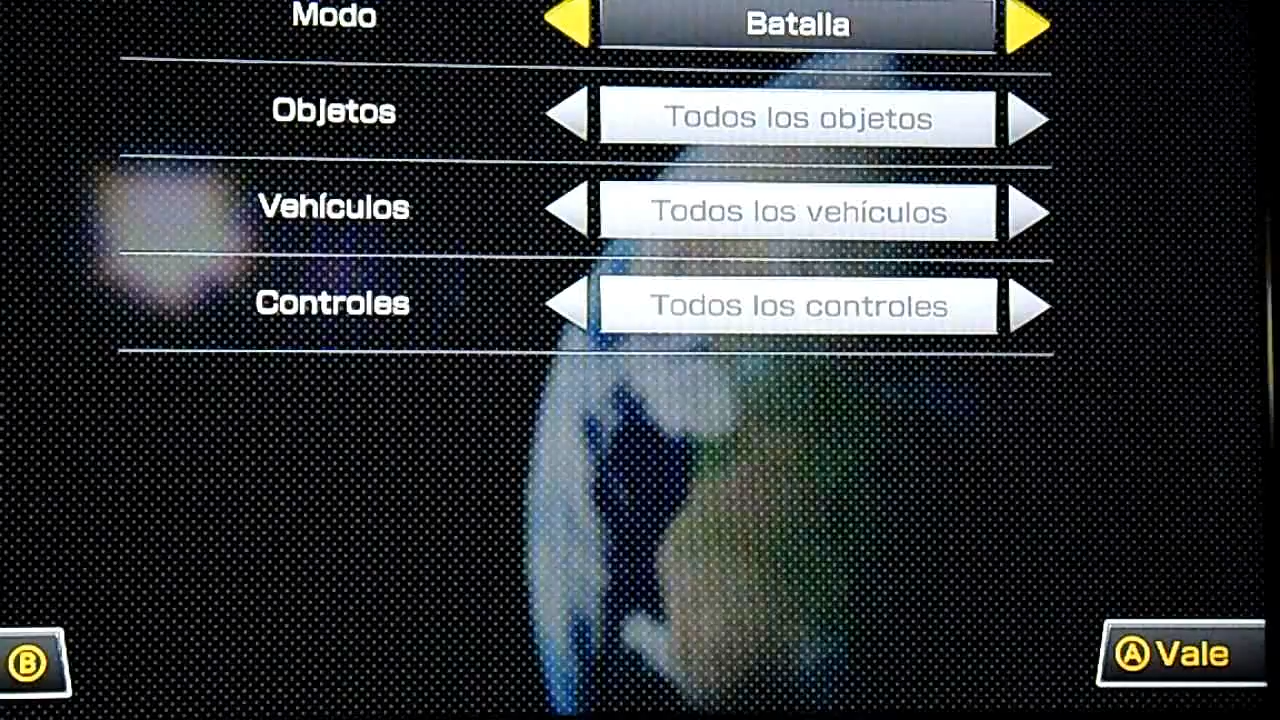 Modo Batalla
Objetos Todos los objetos
Vehículos Todos los vehículos
Controles Todos los controles
B
A Vale